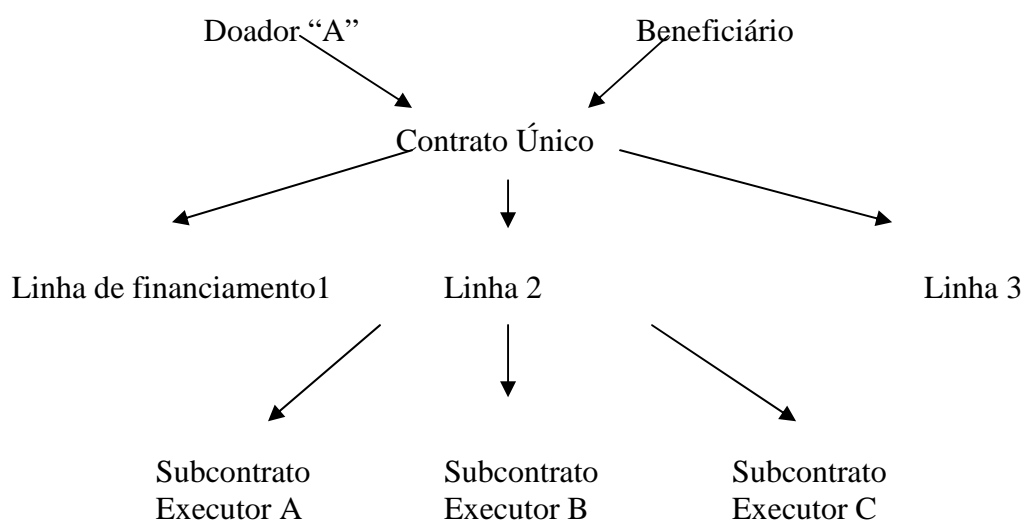 Doador “A” Beneficiário
Contrato Único
Linha de financiamento1 Linha 2 Linha 3
Subcontrato Subcontrato Subcontrato
Executor A Executor B Executor C